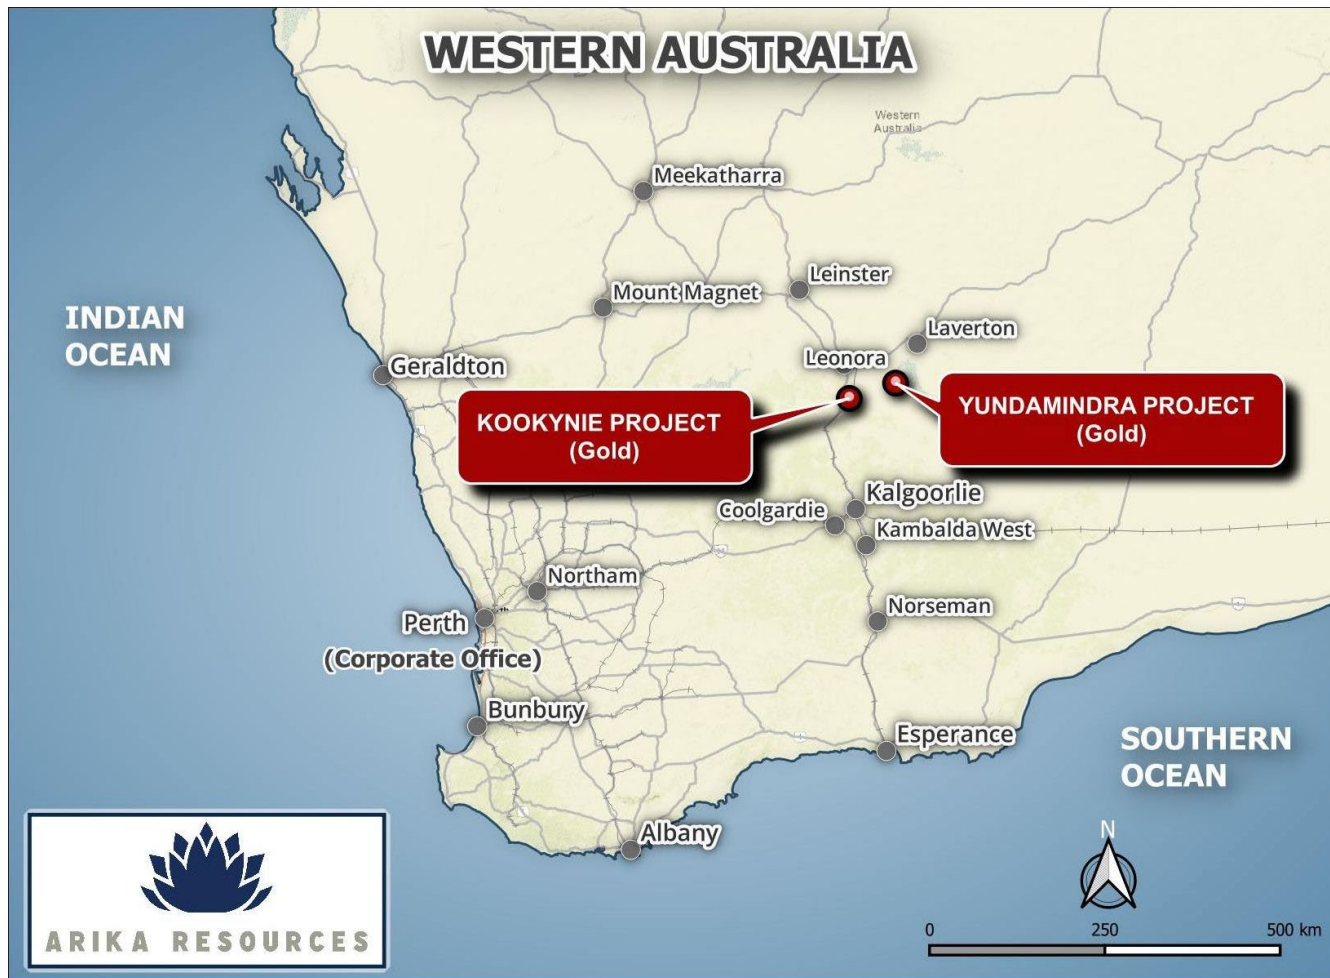 WESTERN AUSTRALIA
Western
Australia
Meekatharra
Leinster
Mount Magnet
INDIAN
OCEAN
Laverton
Leonora
Geraldton
KOOKYNIE PROJECT
(Gold)
YUNDAMINDRA PROJECT
(Gold)
Kalgoorlie
Coolgardie
Kambalda West
Northam
Norseman
Perth
(Corporate Office)
Bunbury
Esperance
SOUTHERN
OCEAN
Albany
N
ARIKA RESOURCES
0 250 500 km